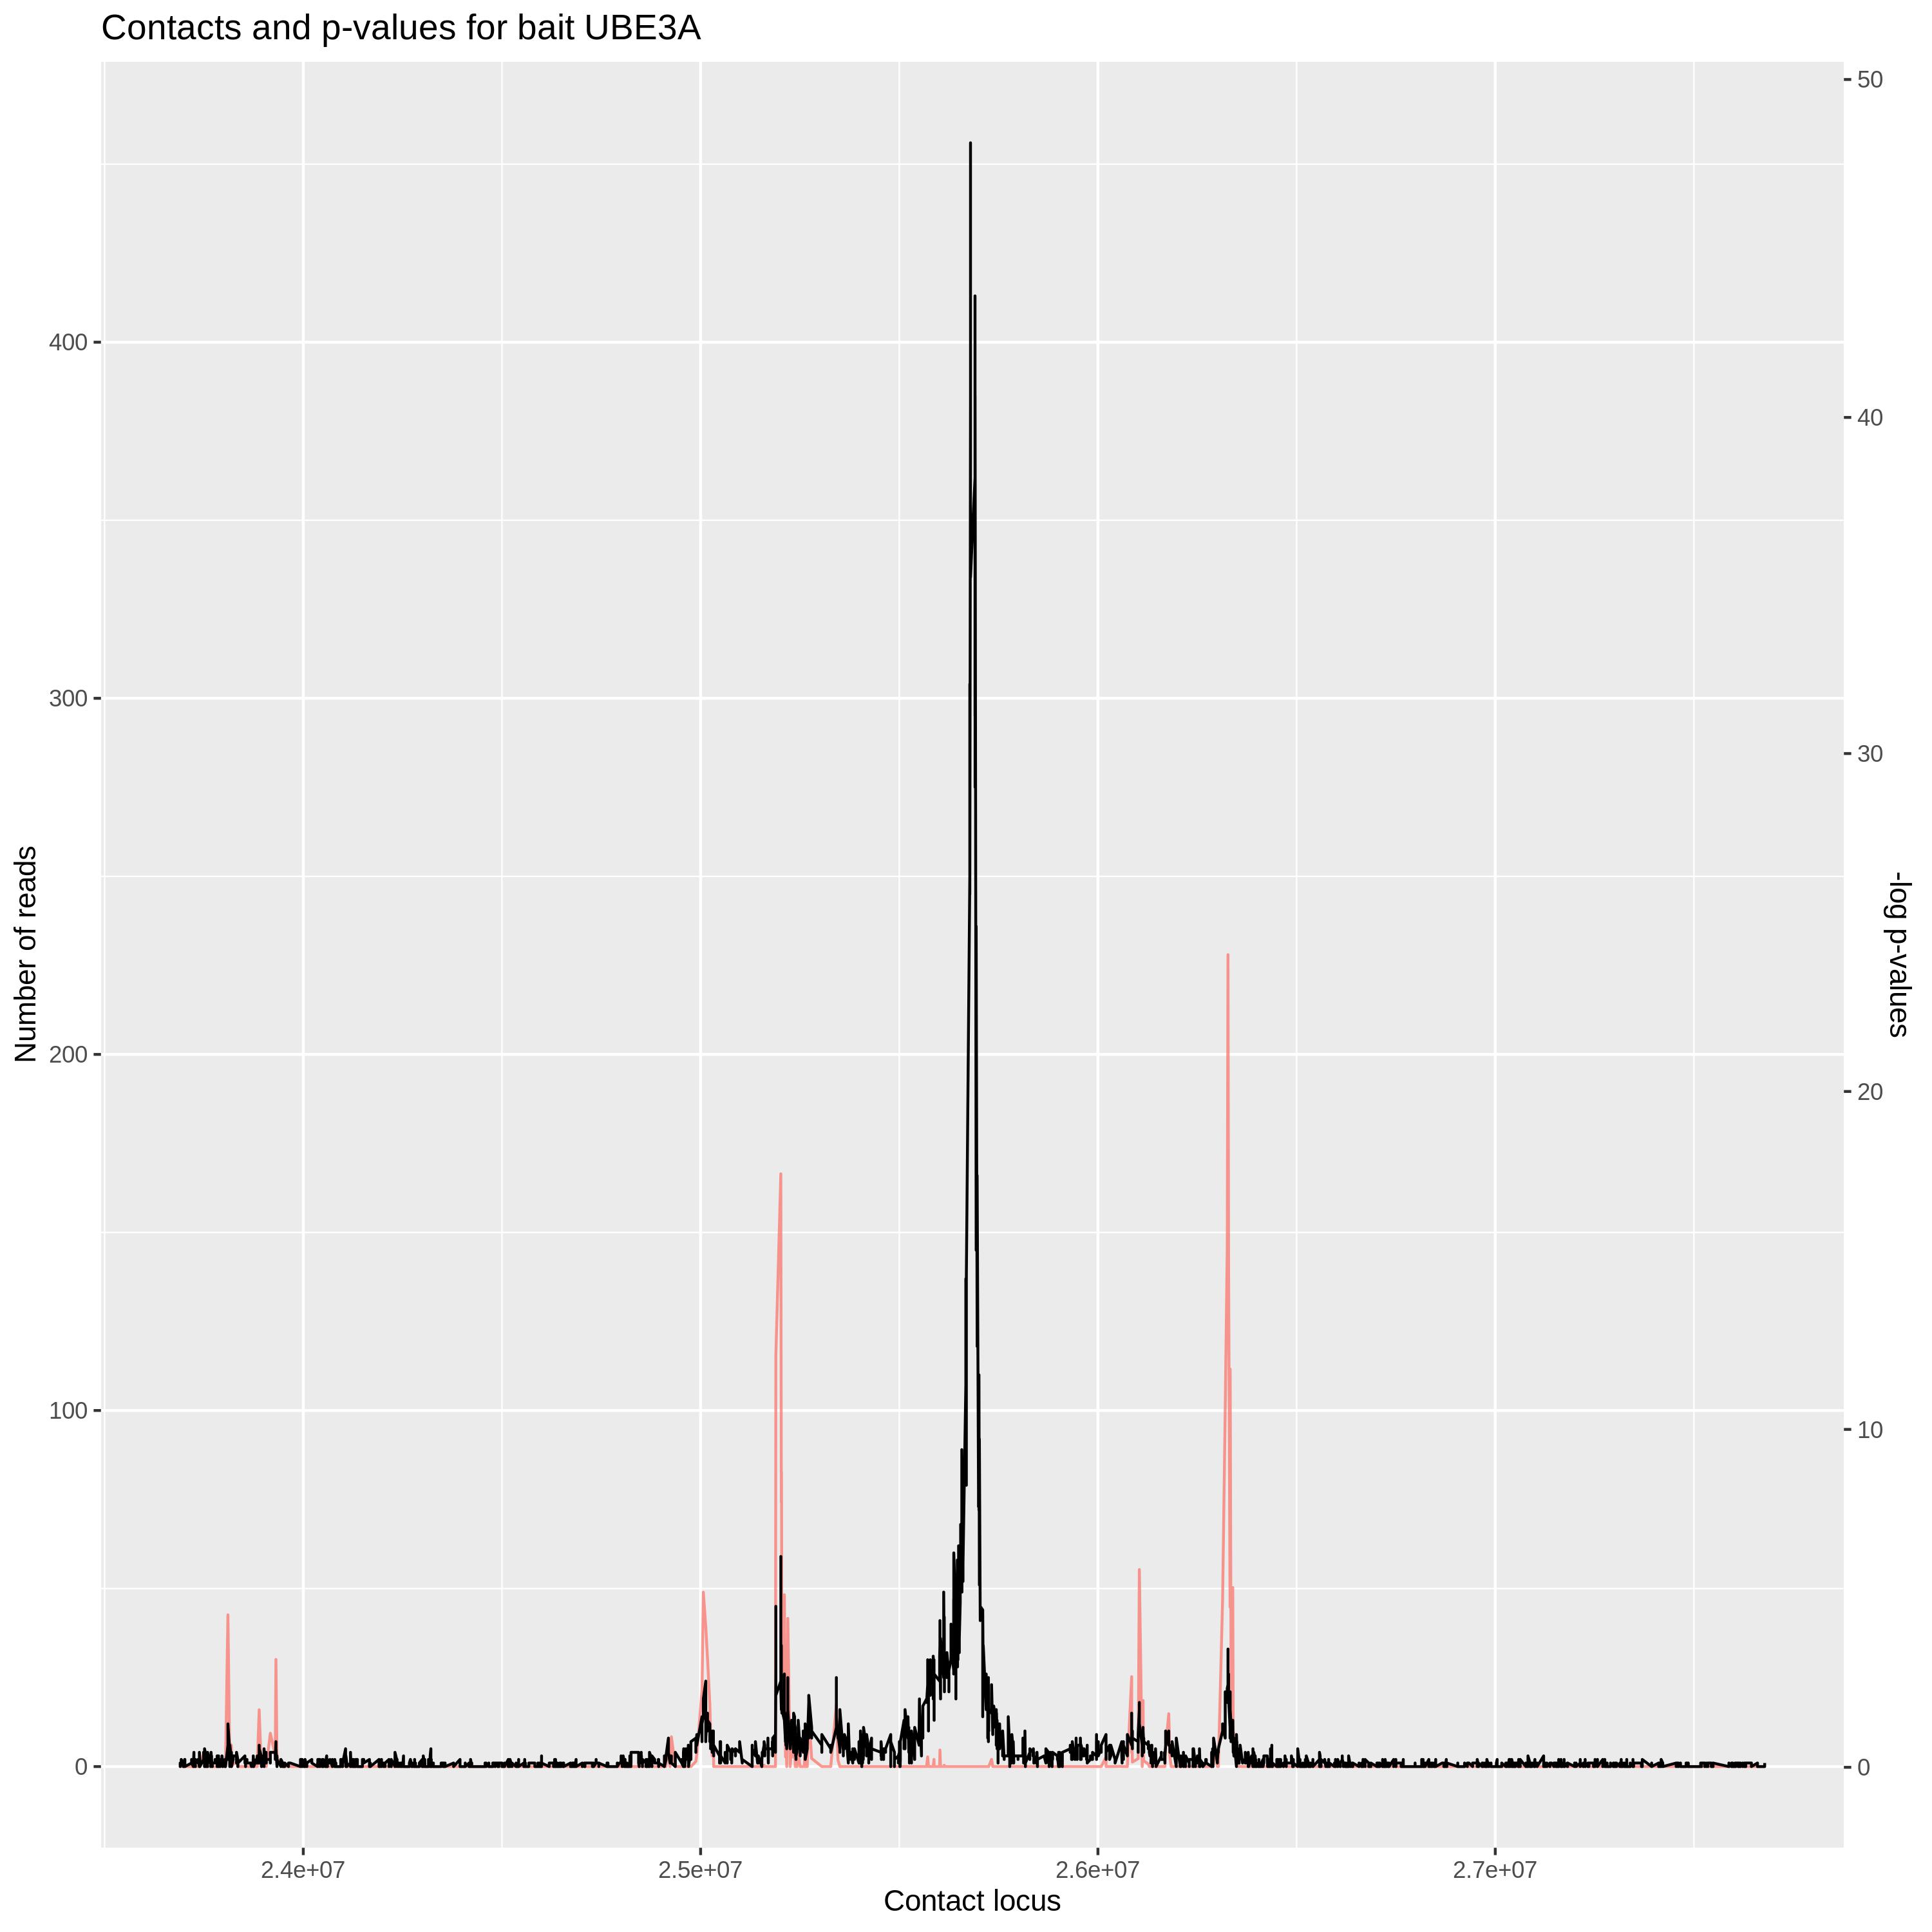 Contacts and p-values for bait UBE3A
Number of reads
400
300
200
100
0
50
40
30
20
10
0
-log p-values
2.4e+07 2.5e+07 2.6e+07 2.7e+07
Contact locus